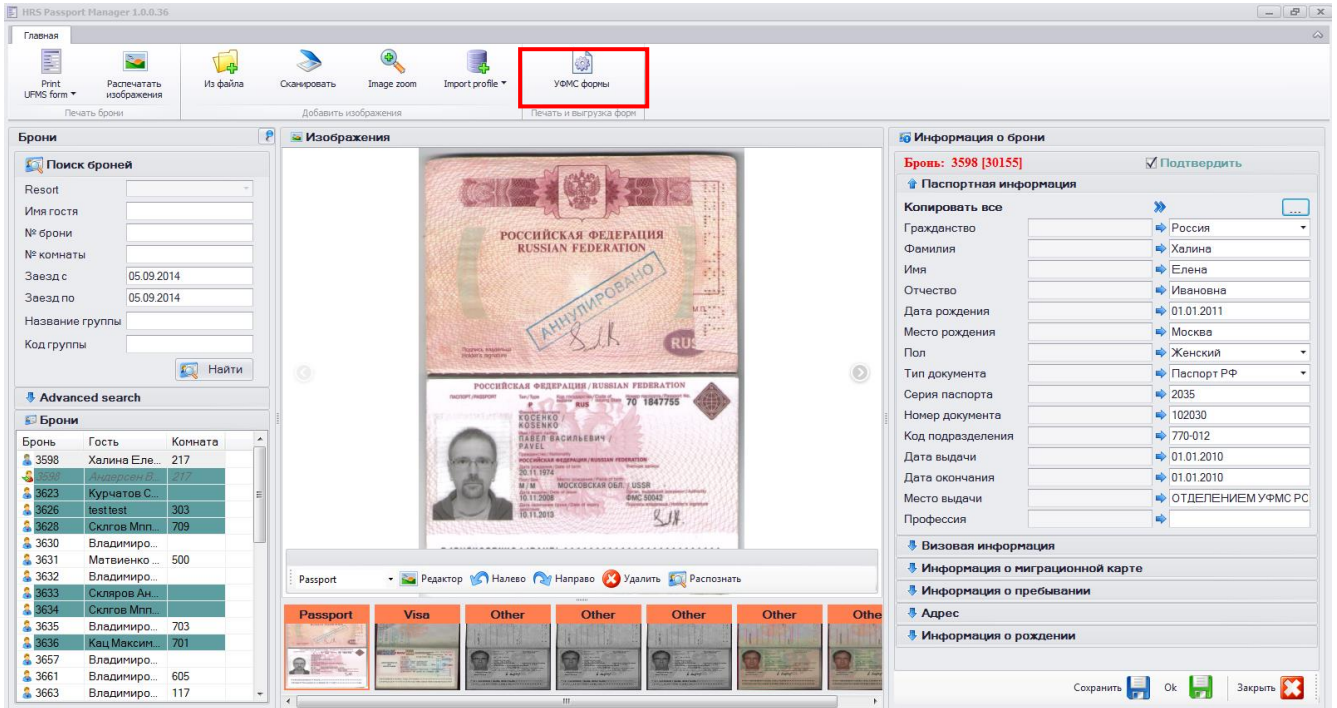 HRS Passport Manager 1.0.0.36
Главная
Print
UFMS form
Распечатать
изображения
Из файла
Сканировать
Image zoom
Import profile
УФМС формы
Печать брони
Добавить изображения
Печать и выгрузка форм
Брони
Поиск броней
Resort
Имя гостя
№ брони
№ комнаты
Заезд с 05.09.2014
Заезд по 05.09.2014
Название группы
Код группы
Найти
Advanced search
Брони
Бронь Гость Комната
3598 Халина Еле... 217
3598 Андерсен В... 217
3623 Курчатов С...
3626 test test 303
3628 Склгов Мпп... 709
3630 Владимиро...
3631 Матвиенко ... 500
3632 Владимиро...
3633 Скляров Ан...
3634 Склгов Мпп...
3635 Владимиро... 703
3636 Кац Максим... 701
3657 Владимиро...
3661 Владимиро... 605
3663 Владимиро... 117
Изображения
РОССИЙСКАЯ ФЕДЕРАЦИЯ
RUSSIAN FEDERATION
АННУЛИРОВАНО
RUS
РОССИЙСКАЯ ФЕДЕРАЦИЯ / RUSSIAN FEDERATION
ПАСПОРТ / PASSPORT
P RUS 70 1847755
КОСЕНКО /
KOSENKO
ПАВЕЛ ВАСИЛЬЕВИЧ /
PAVEL
РОССИЙСКАЯ ФЕДЕРАЦИЯ / RUSSIAN FEDERATION
20.11.1974
М / M МОСКОВСКАЯ ОБЛ. / USSR
10.11.2008 ФМС 50042
10.11.2013
Passport Редактор Налево Направо Удалить Распознать
Passport Visa Other Other Other Other Othe
Информация о брони
Бронь: 3598 [30155] Подтвердить
Паспортная информация
Копировать все ...
Гражданство Россия
Фамилия Халина
Имя Елена
Отчество Ивановна
Дата рождения 01.01.2011
Место рождения Москва
Пол Женский
Тип документа Паспорт РФ
Серия паспорта 2035
Номер документа 102030
Код подразделения 770-012
Дата выдачи 01.01.2010
Дата окончания 01.01.2010
Место выдачи ОТДЕЛЕНИЕМ УФМС РС
Профессия
Визовая информация
Информация о миграционной карте
Информация о пребывании
Адрес
Информация о рождении
Сохранить Ok Закрыть